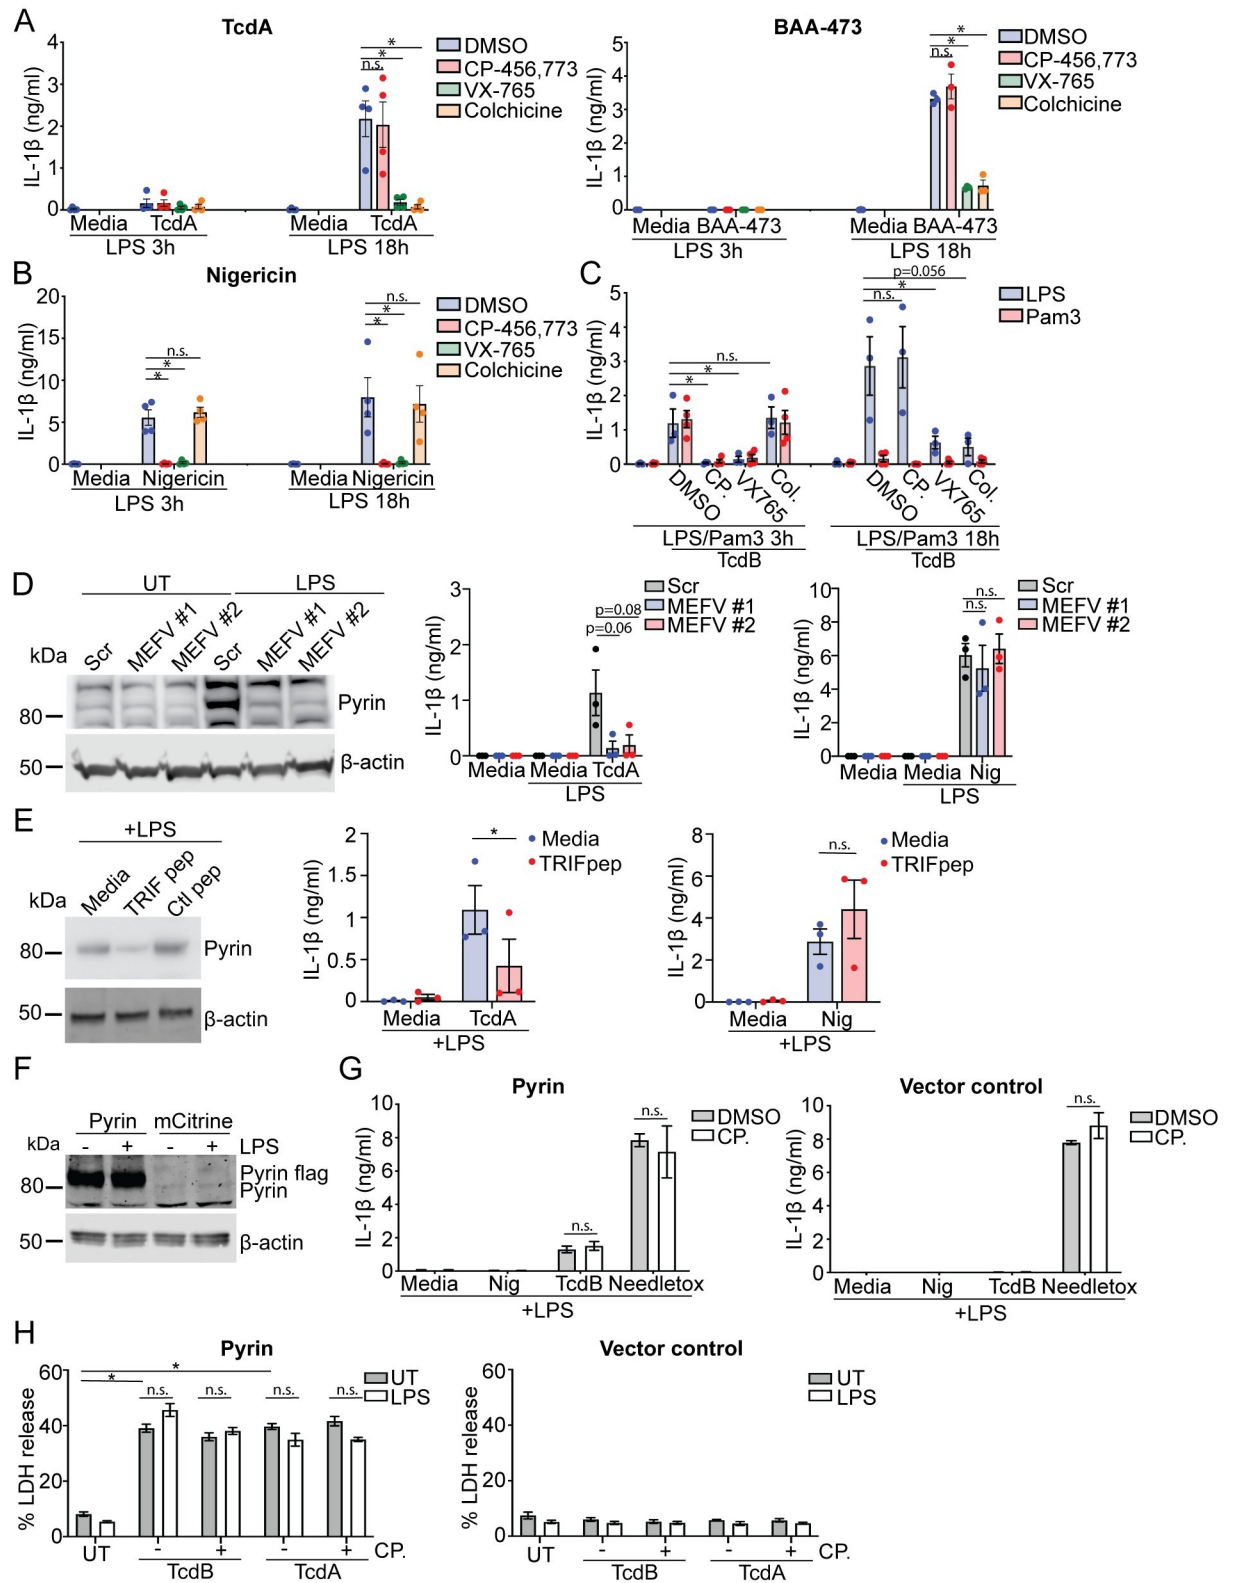 A
TcdA
IL-1β (ng/ml)
4
3
2
1
0
n.s.
*
*
DMSO
CP-456,773
VX-765
Colchicine
Media TcdA
LPS 3h
Media TcdA
LPS 18h
BAA-473
IL-1β (ng/ml)
5
4
3
2
1
0
n.s.
*
*
DMSO
CP-456,773
VX-765
Colchicine
Media BAA-473
LPS 3h
Media BAA-473
LPS 18h
B
Nigericin
IL-1β (ng/ml)
20
15
10
5
0
n.s.
*
*
n.s.
*
*
DMSO
CP-456,773
VX-765
Colchicine
Media Nigericin
LPS 3h
Media Nigericin
LPS 18h
C
IL-1β (ng/ml)
5
4
3
2
1
0
n.s.
*
*
p=0.056
*
n.s.
LPS
Pam3
DMSO
CP.
VX765
Col.
DMSO
CP.
VX765
Col.
LPS/Pam3 3h
TcdB
LPS/Pam3 18h
TcdB
D
UT
LPS
kDa
Scr
MEFV #1
MEFV #2
Scr
MEFV #1
MEFV #2
80
Pyrin
50
β-actin
IL-1β (ng/ml)
3
2
1
0
p=0.08
p=0.06
Scr
MEFV #1
MEFV #2
Media Media TcdA
LPS
IL-1β (ng/ml)
10
8
6
4
2
0
n.s.
n.s.
Scr
MEFV #1
MEFV #2
Media Media Nig
LPS
E
+LPS
kDa
Media
TRIF pep
Ctl pep
80
Pyrin
50
β-actin
IL-1β (ng/ml)
2
1.5
1
0.5
0
*
Media
TRIFpep
Media TcdA
+LPS
IL-1β (ng/ml)
8
6
4
2
0
n.s.
Media
TRIFpep
Media Nig
+LPS
F
Pyrin mCitrine
kDa
- + - + LPS
80
Pyrin flag
Pyrin
50
β-actin
G
Pyrin
IL-1β (ng/ml)
10
8
6
4
2
0
n.s.
n.s.
DMSO
CP.
Media Nig TcdB Needletox
+LPS
Vector control
IL-1β (ng/ml)
10
8
6
4
2
0
n.s.
DMSO
CP.
Media Nig TcdB Needletox
+LPS
H
Pyrin
% LDH release
60
40
20
0
*
*
n.s. n.s. n.s. n.s.
UT
LPS
UT - + - + CP.
TcdB TcdA
Vector control
% LDH release
60
40
20
0
UT
LPS
UT - + - + CP.
TcdB TcdA